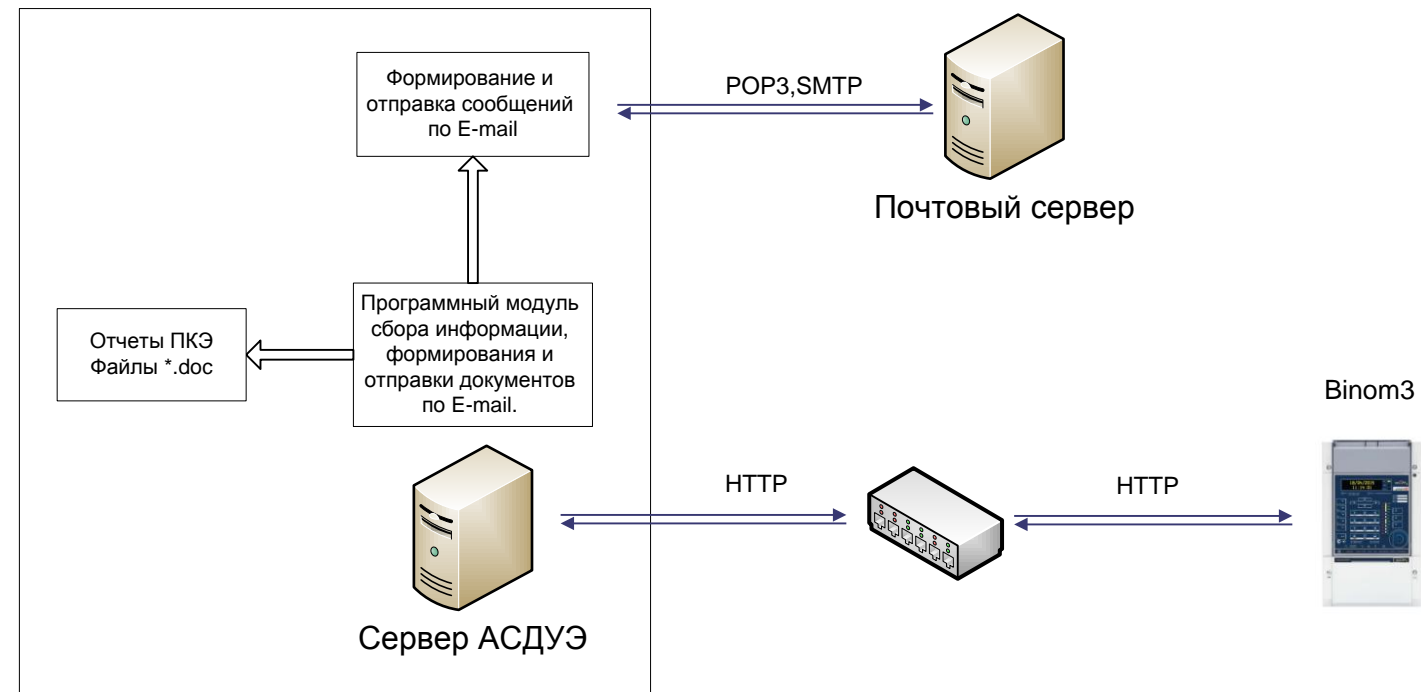 Формирование и
отправка сообщений
по E-mail
POP3,SMTP
Почтовый сервер
Программный модуль
сбора информации,
формирования и
отправки документов
по E-mail.
Отчеты ПКЭ
Файлы *.doc
Binom3
HTTP
HTTP
Сервер АСДУЭ